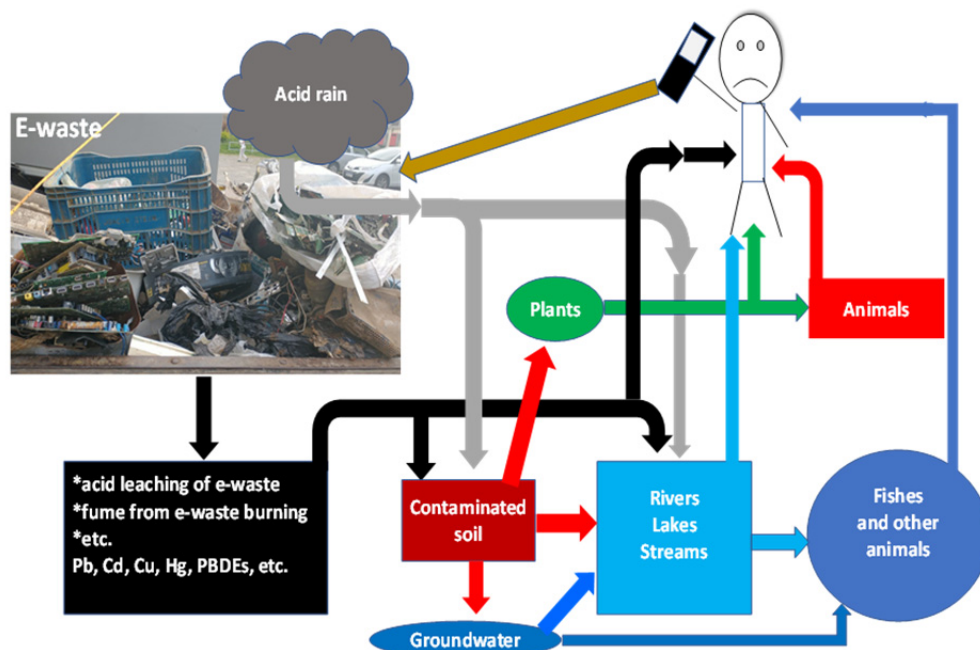 Acid rain
E-waste
Plants
Animals
*acid leaching of e-waste
*fume from e-waste burning
*etc.
Pb, Cd, Cu, Hg, PBDEs, etc.
Contaminated
soil
Rivers
Lakes
Streams
Fishes
and other
animals
Groundwater